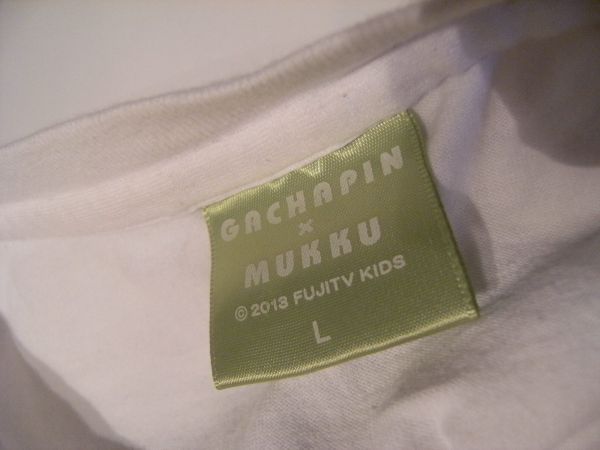 GACHAPIN
×
MUKKU
© 2013 FUJITV KIDS
L